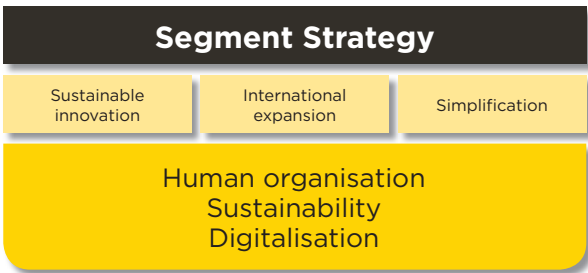 Segment Strategy
Sustainable
innovation
International
expansion
Simplification
Human organisation
Sustainability
Digitalisation